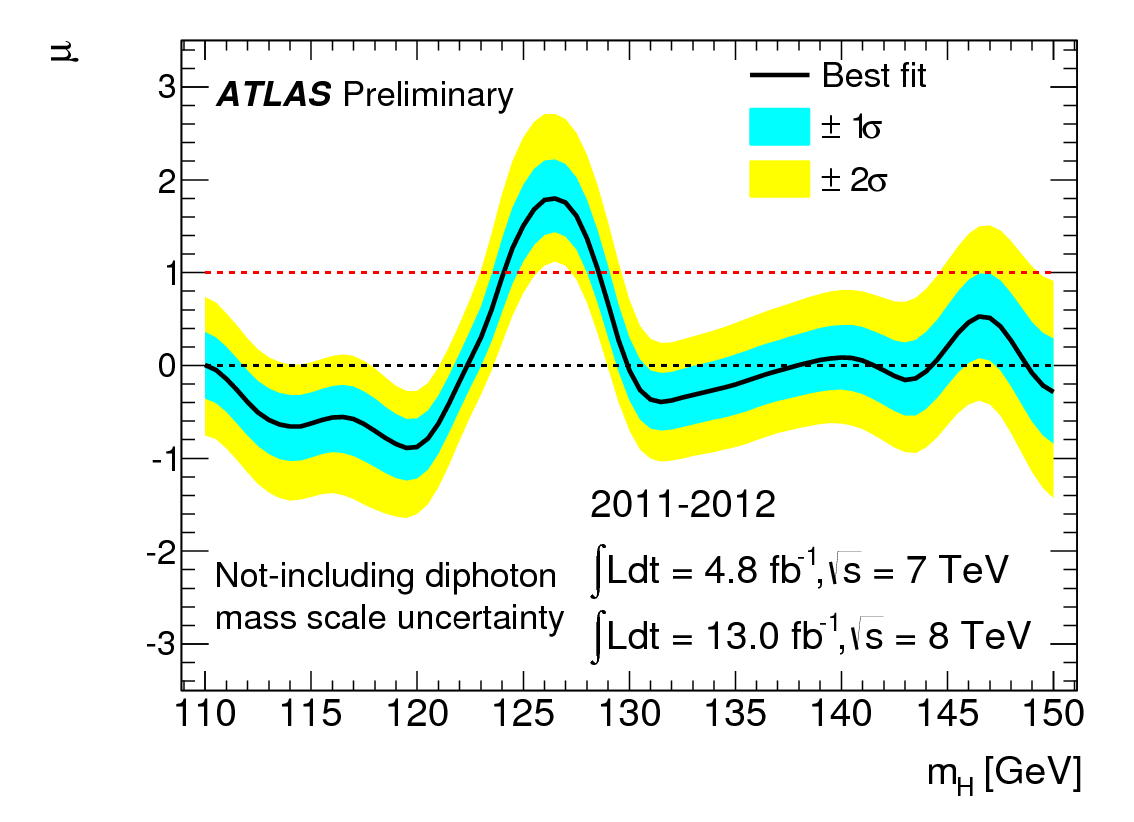 μ
ATLAS Preliminary
Best fit
± 1σ
± 2σ
3
2
1
0
-1
-2
-3
2011-2012
Not-including diphoton
mass scale uncertainty
∫Ldt = 4.8 fb⁻¹,√s = 7 TeV
∫Ldt = 13.0 fb⁻¹,√s = 8 TeV
110 115 120 125 130 135 140 145 150
m_H [GeV]